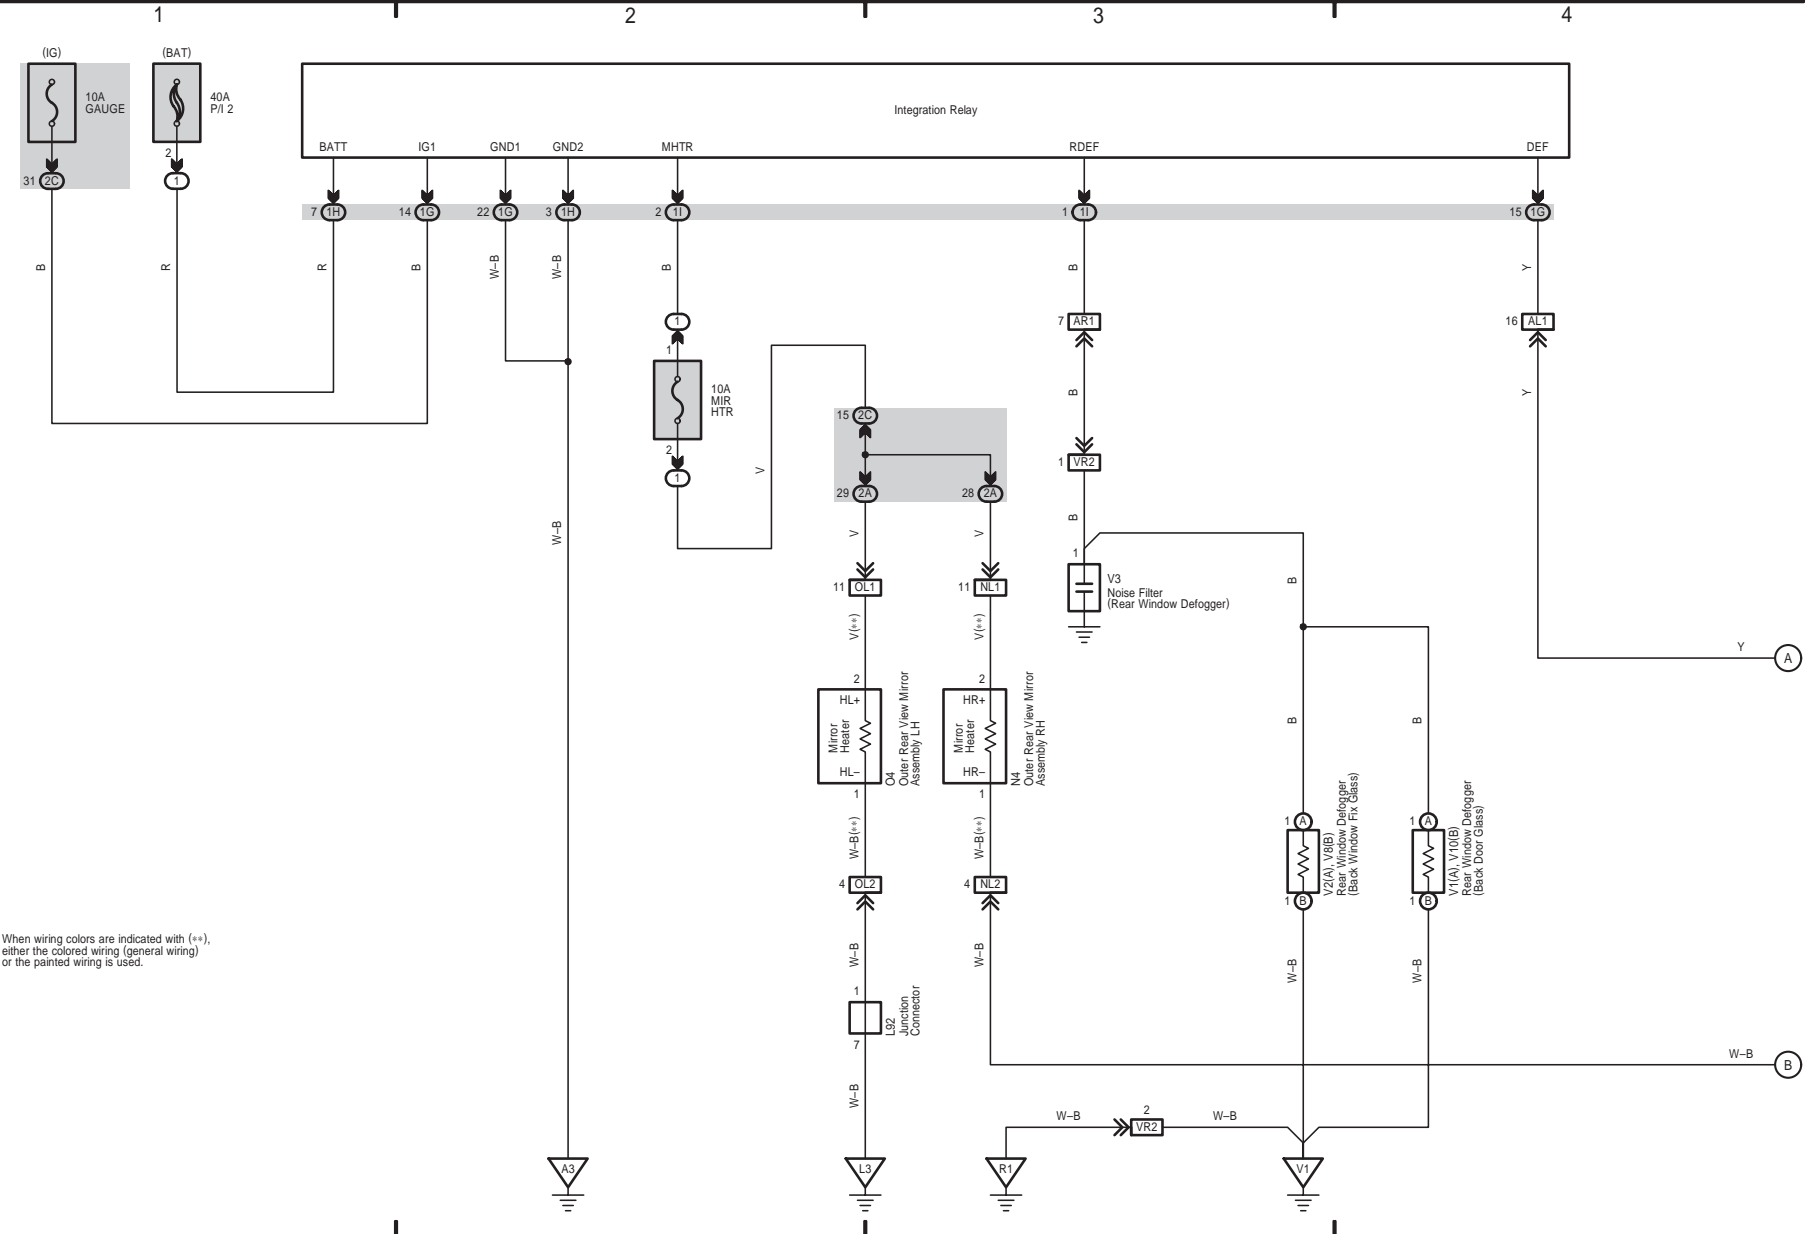 1 2 3 4
(IG) (BAT)
10A
GAUGE
40A
P/I 2
Integration Relay
BATT IG1 GND1 GND2 MHTR RDEF DEF
2
31 2C 1
7 1H 14 1G 22 1G 3 1H 2 1I 1 1I 15 1G
B R R B W–B W–B B B Y
1 7 AR1 16 AL1
1
10A
MIR
HTR
B Y
15 2C
2
1
V
1 VR2
29 2A 28 2A
W–B V V B
1
V3
Noise Filter
(Rear Window Defogger)
B
11 OL1 11 NL1
V(**) V(**)
Y A
2 2
HL+ HR+
Mirror
Heater
Mirror
Heater
HL– HR–
O4
Outer Rear View Mirror
Assembly LH
N4
Outer Rear View Mirror
Assembly RH
B B
1 1
1 A 1 A
V2(A), V8(B)
Rear Window Defogger
(Back Window Fix Glass)
V1(A), V10(B)
Rear Window Defogger
(Back Door Glass)
W–B(**) W–B(**)
4 OL2 4 NL2
1 B 1 B
When wiring colors are indicated with (**),
either the colored wiring (general wiring)
or the painted wiring is used.
W–B W–B W–B W–B
1
L92
Junction
Connector
7
W–B B
W–B
W–B 2 W–B
VR2
A3 L3 R1 V1